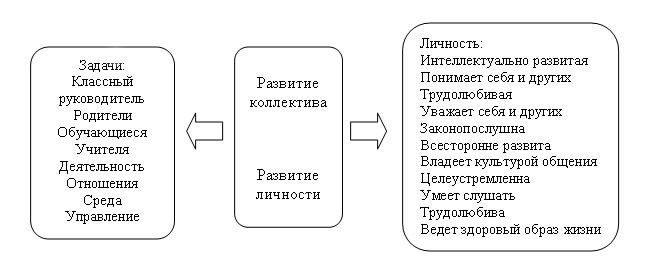 Задачи:
Классный
руководитель
Родители
Обучающиеся
Учителя
Деятельность
Отношения
Среда
Управление
Развитие
коллектива
Развитие
личности
Личность:
Интеллектуально развитая
Понимает себя и других
Трудолюбивая
Уважает себя и других
Законопослушна
Всесторонне развита
Владеет культурой общения
Целеустремленна
Умеет слушать
Трудолюбива
Ведет здоровый образ жизни